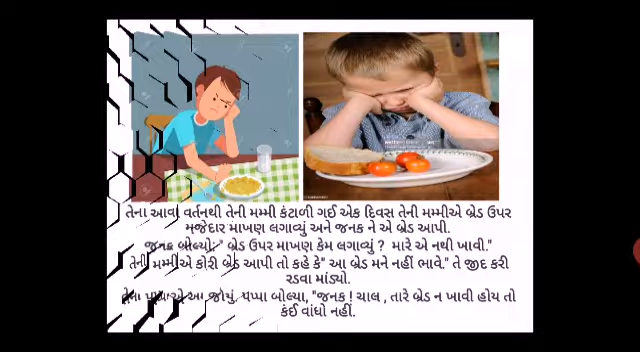 તેના આવા વર્તનથી તેની મમ્મી કંટાળી ગઈ એક દિવસ તેની મમ્મીએ બ્રેડ ઉપર
મજેદાર માખણ લગાવ્યું અને જનક ને એ બ્રેડ આપી.
જનક બોલ્યો:" બ્રેડ ઉપર માખણ કેમ લગાવ્યું ? મારે એ નથી ખાવી."
તેની મમ્મીએ કોરી બ્રેડ આપી તો કહે કે" આ બ્રેડ મને નહીં ભાવે." તે જીદ કરી
રડવા માંડ્યો.
તેના પપ્પાએ આ જોયું. પપ્પા બોલ્યા, "જનક ! ચાલ , તારે બ્રેડ ન ખાવી હોય તો
કંઈ વાંધો નહીં.